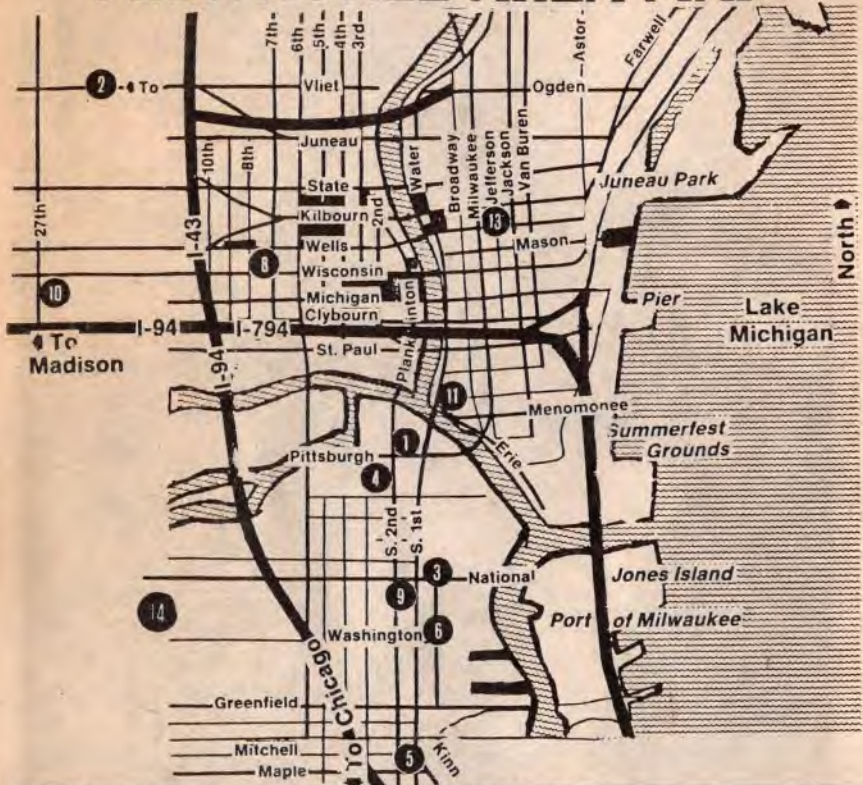 7th
6th
5th
4th
3rd
Astor
Farwell
2
To
Vliet
Ogden
Juneau
10th
8th
Water
Broadway
Milwaukee
Jefferson
Jackson
Van Buren
Juneau Park
State
Kilbourn
2nd
13
27th
I-43
Wells
Mason
8
Wisconsin
North
10
Michigan
Plankinton
Pier
Lake
Michigan
Clybourn
I-94
I-794
To
Madison
St. Paul
I-94
11
Menomonee
1
Erie
Summerfest
Grounds
Pittsburgh
4
S. 2nd
S. 1st
3
National
Jones Island
9
14
Port of Milwaukee
Washington
6
To Chicago
Greenfield
Mitchell
5
Kinn
Maple